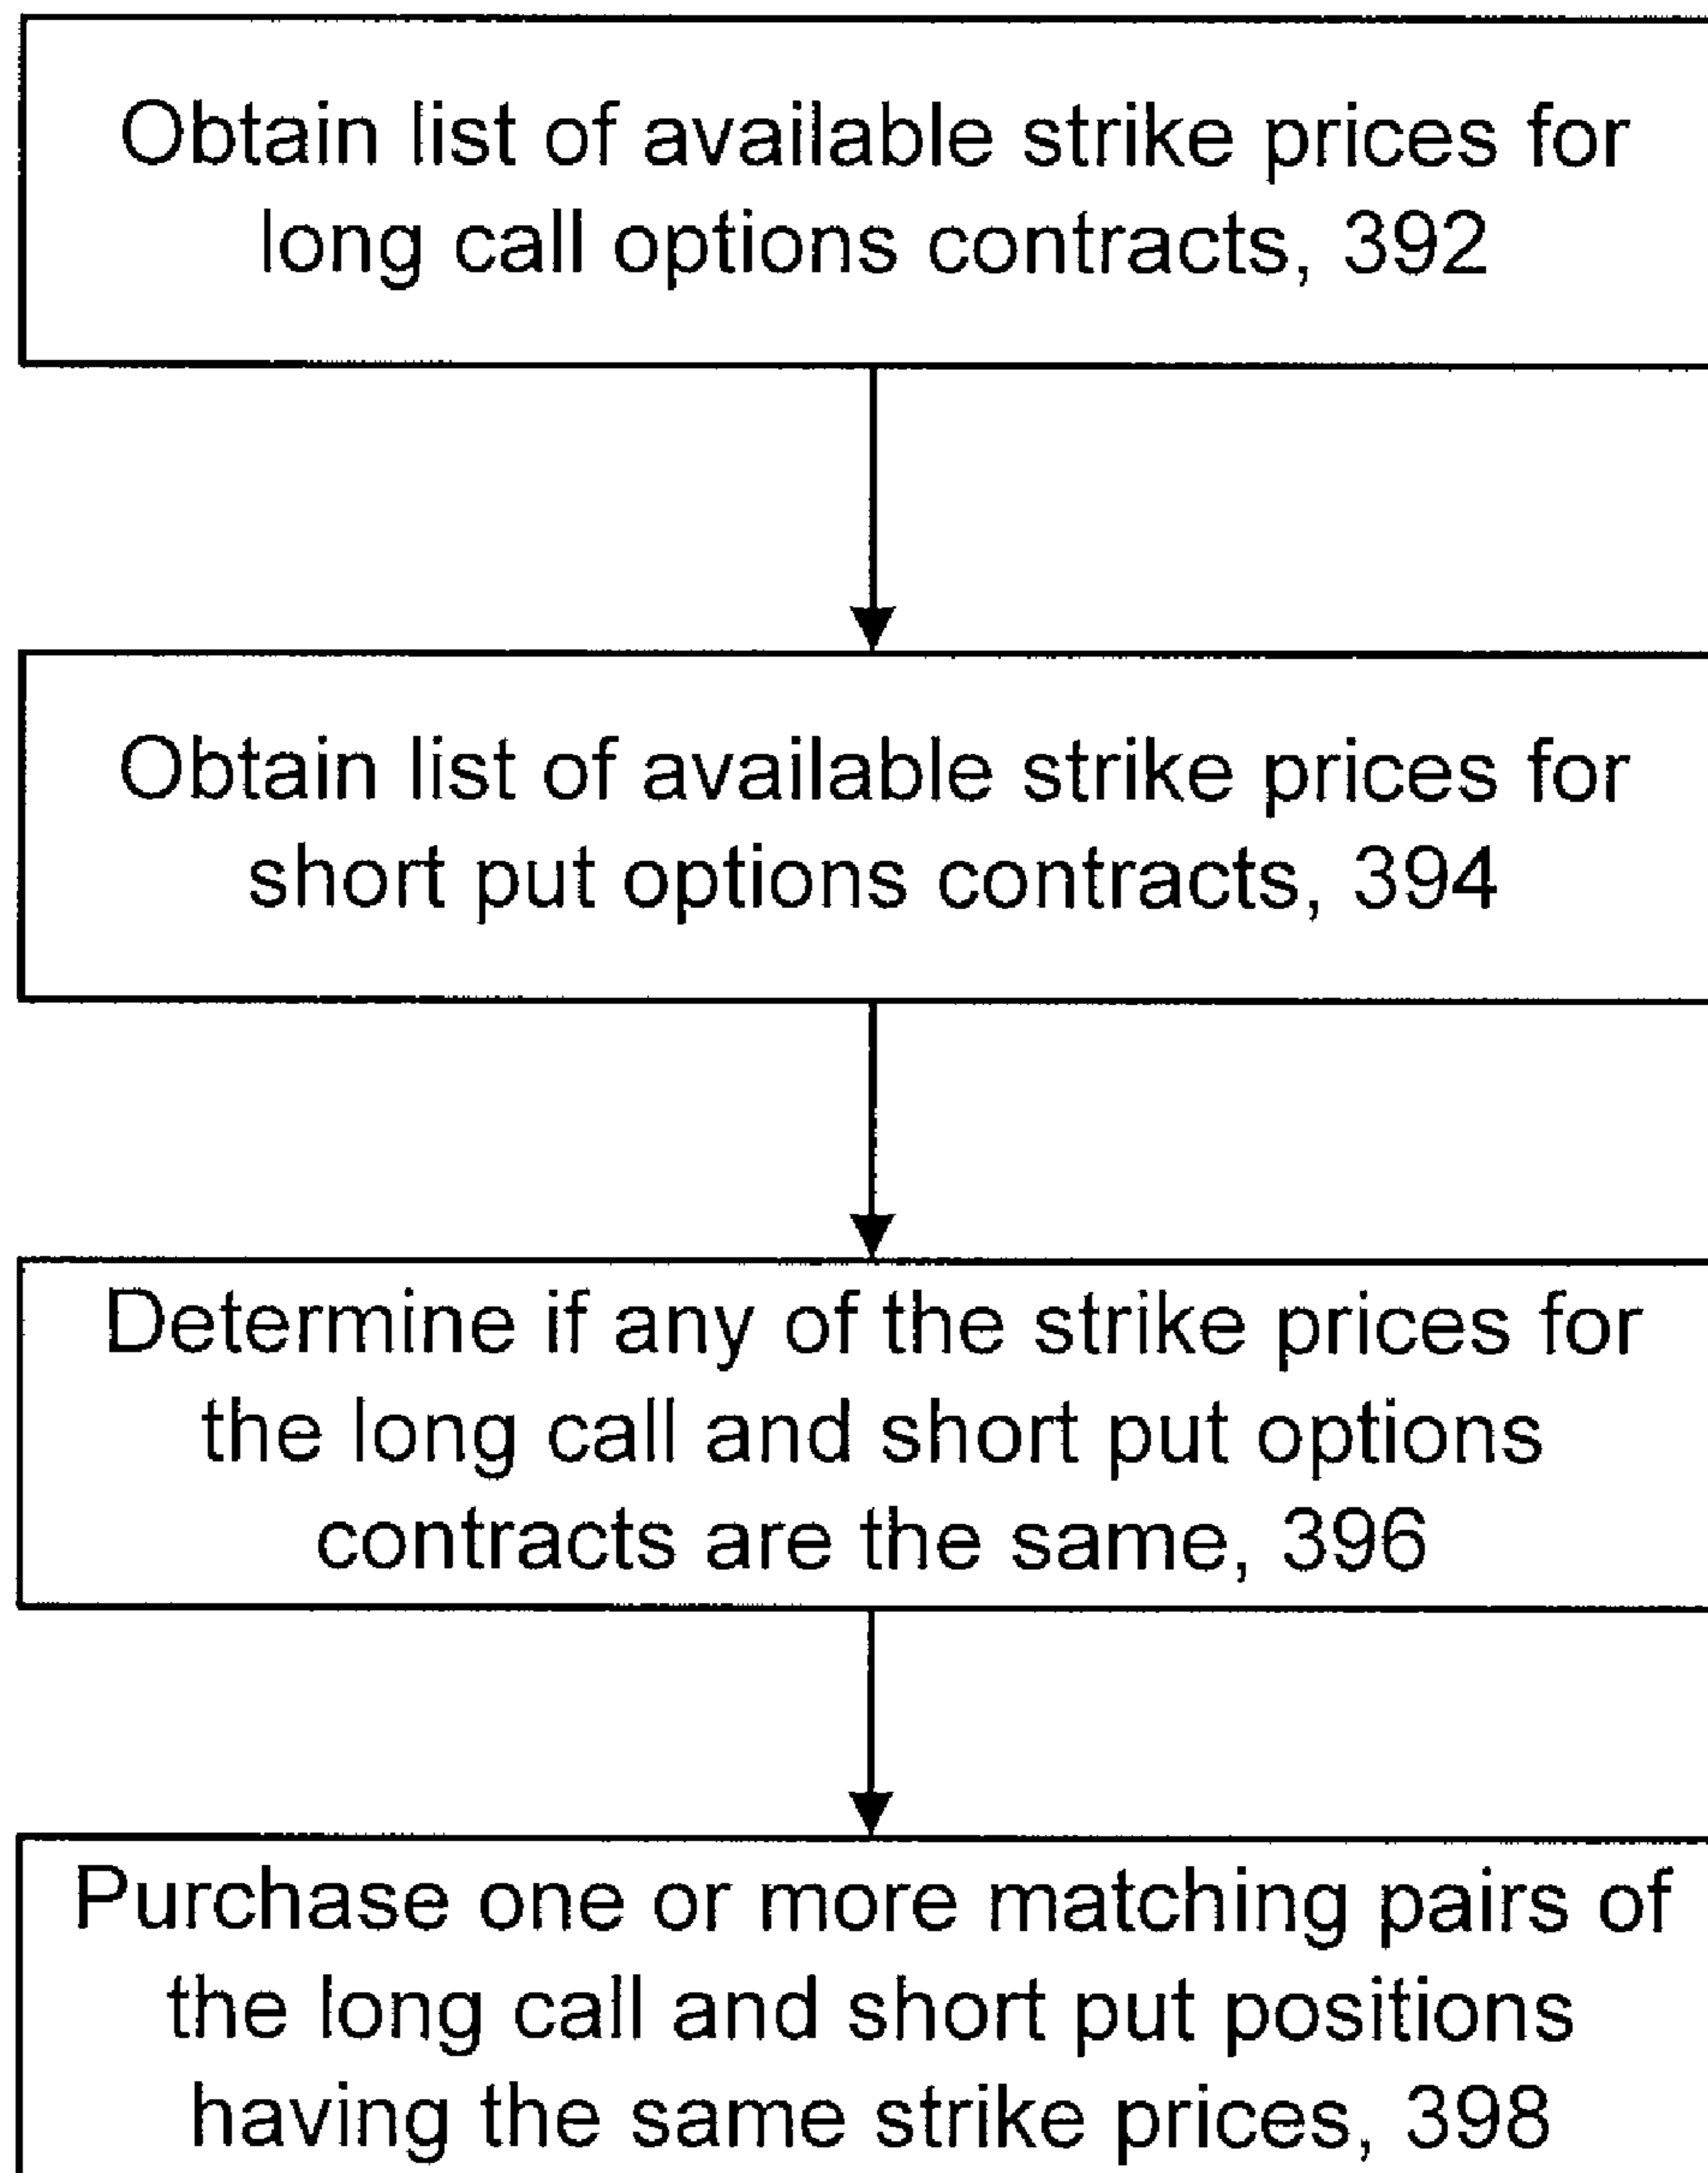 Obtain list of available strike prices for
long call options contracts, 392
Obtain list of available strike prices for
short put options contracts, 394
Determine if any of the strike prices for
the long call and short put options
contracts are the same, 396
Purchase one or more matching pairs of
the long call and short put positions
having the same strike prices, 398